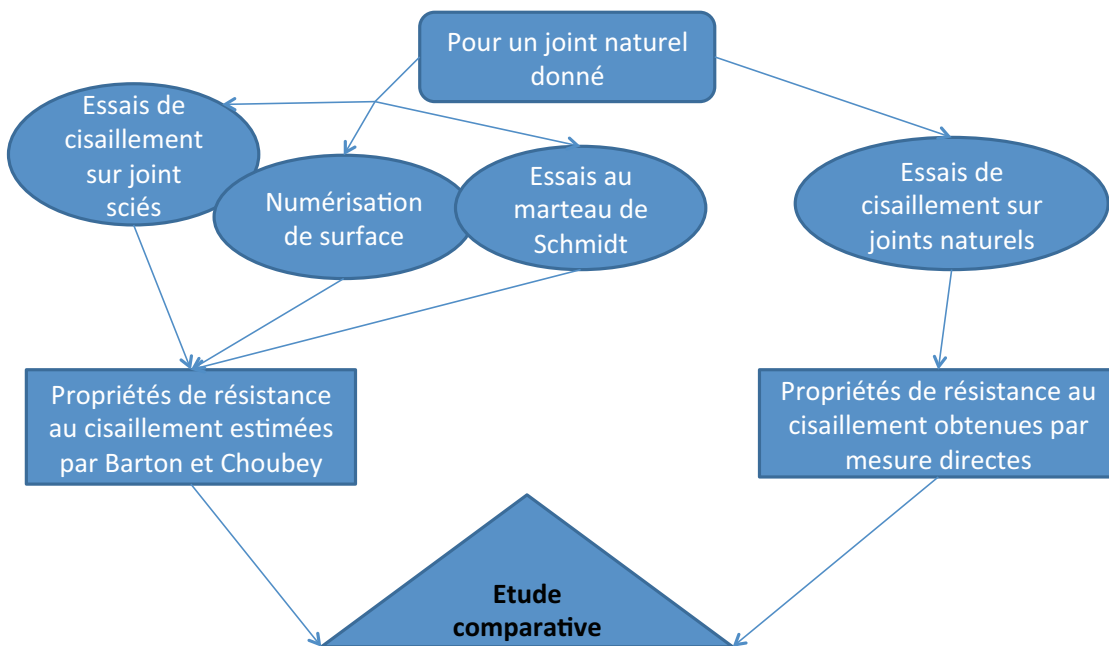 Pour un joint naturel
donné
Essais de
cisaillement
sur joint
sciés
Numérisation
de surface
Essais au
marteau de
Schmidt
Essais de
cisaillement sur
joints naturels
Propriétés de résistance
au cisaillement estimées
par Barton et Choubey
Propriétés de résistance au
cisaillement obtenues par
mesure directes
Etude
comparative